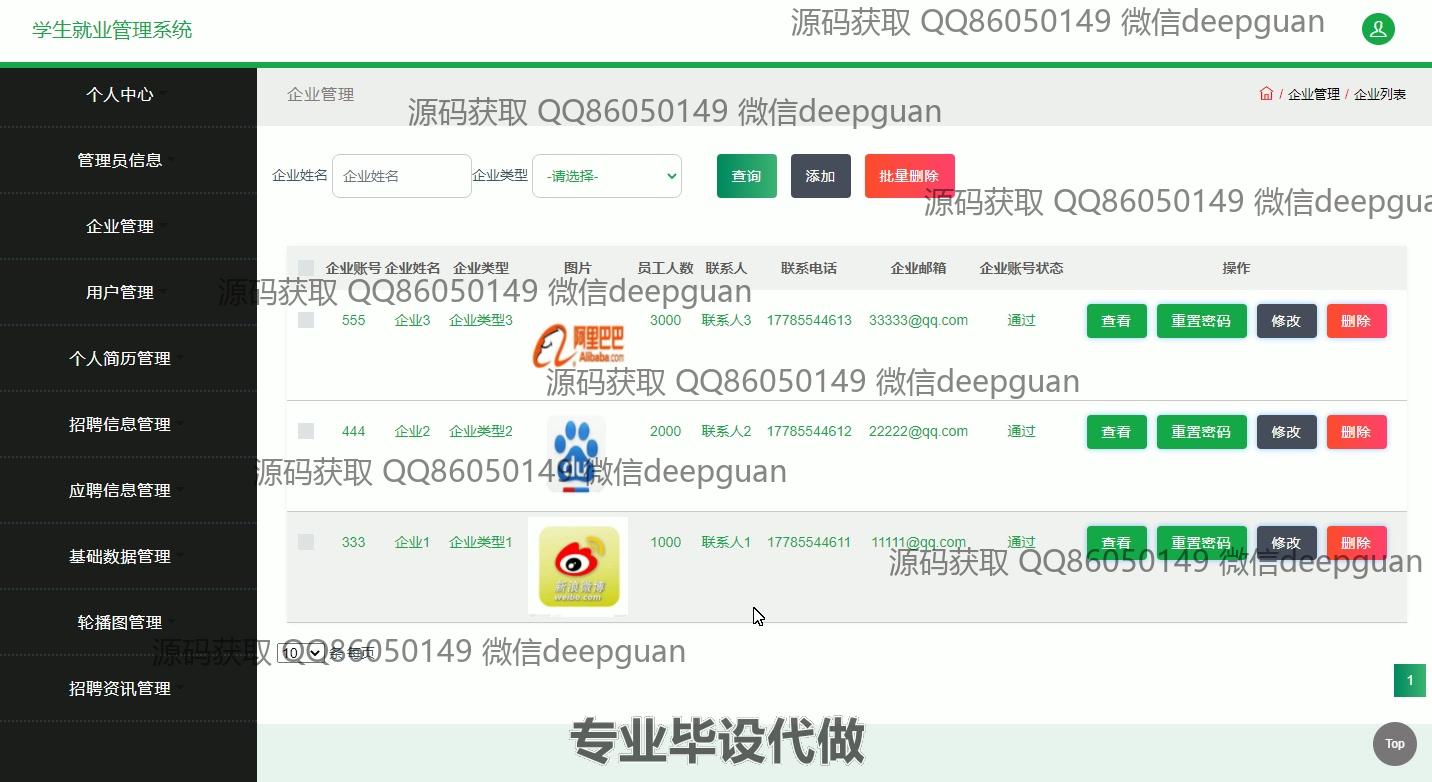 学生就业管理系统
源码获取 QQ86050149 微信deepguan
个人中心
管理员信息
企业管理
用户管理
个人简历管理
招聘信息管理
应聘信息管理
基础数据管理
轮播图管理
招聘资讯管理
企业管理
/ 企业管理 / 企业列表
源码获取 QQ86050149 微信deepguan
企业姓名 企业姓名 企业类型 -请选择- 查询 添加 批量删除
源码获取 QQ86050149 微信deepgua
企业账号 企业姓名 企业类型 图片 员工人数 联系人 联系电话 企业邮箱 企业账号状态 操作
源码获取 QQ86050149 微信deepguan
555 企业3 企业类型3 3000 联系人3 17785544613 33333@qq.com 通过 查看 重置密码 修改 删除
阿里巴巴
Alibaba.com
源码获取 QQ86050149 微信deepguan
444 企业2 企业类型2 2000 联系人2 17785544612 22222@qq.com 通过 查看 重置密码 修改 删除
du
源码获取 QQ86050149 微信deepguan
333 企业1 企业类型1 1000 联系人1 17785544611 11111@qq.com 通过 查看 重置密码 修改 删除
新浪微博
weibo.com
源码获取 QQ86050149 微信deepguan
10 条 每页
源码获取 QQ86050149 微信deepguan
1
专业毕设代做
Top